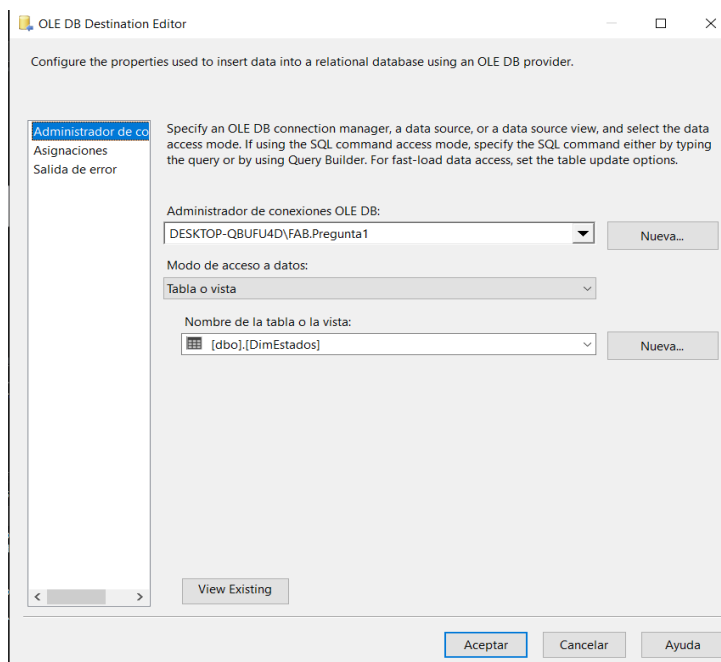 OLE DB Destination Editor
Configure the properties used to insert data into a relational database using an OLE DB provider.
Administrador de co
Asignaciones
Salida de error
Specify an OLE DB connection manager, a data source, or a data source view, and select the data
access mode. If using the SQL command access mode, specify the SQL command either by typing
the query or by using Query Builder. For fast-load data access, set the table update options.
Administrador de conexiones OLE DB:
DESKTOP-QBUFU4D\FAB.Pregunta1
Nueva...
Modo de acceso a datos:
Tabla o vista
Nombre de la tabla o la vista:
[dbo].[DimEstados]
Nueva...
View Existing
Aceptar
Cancelar
Ayuda